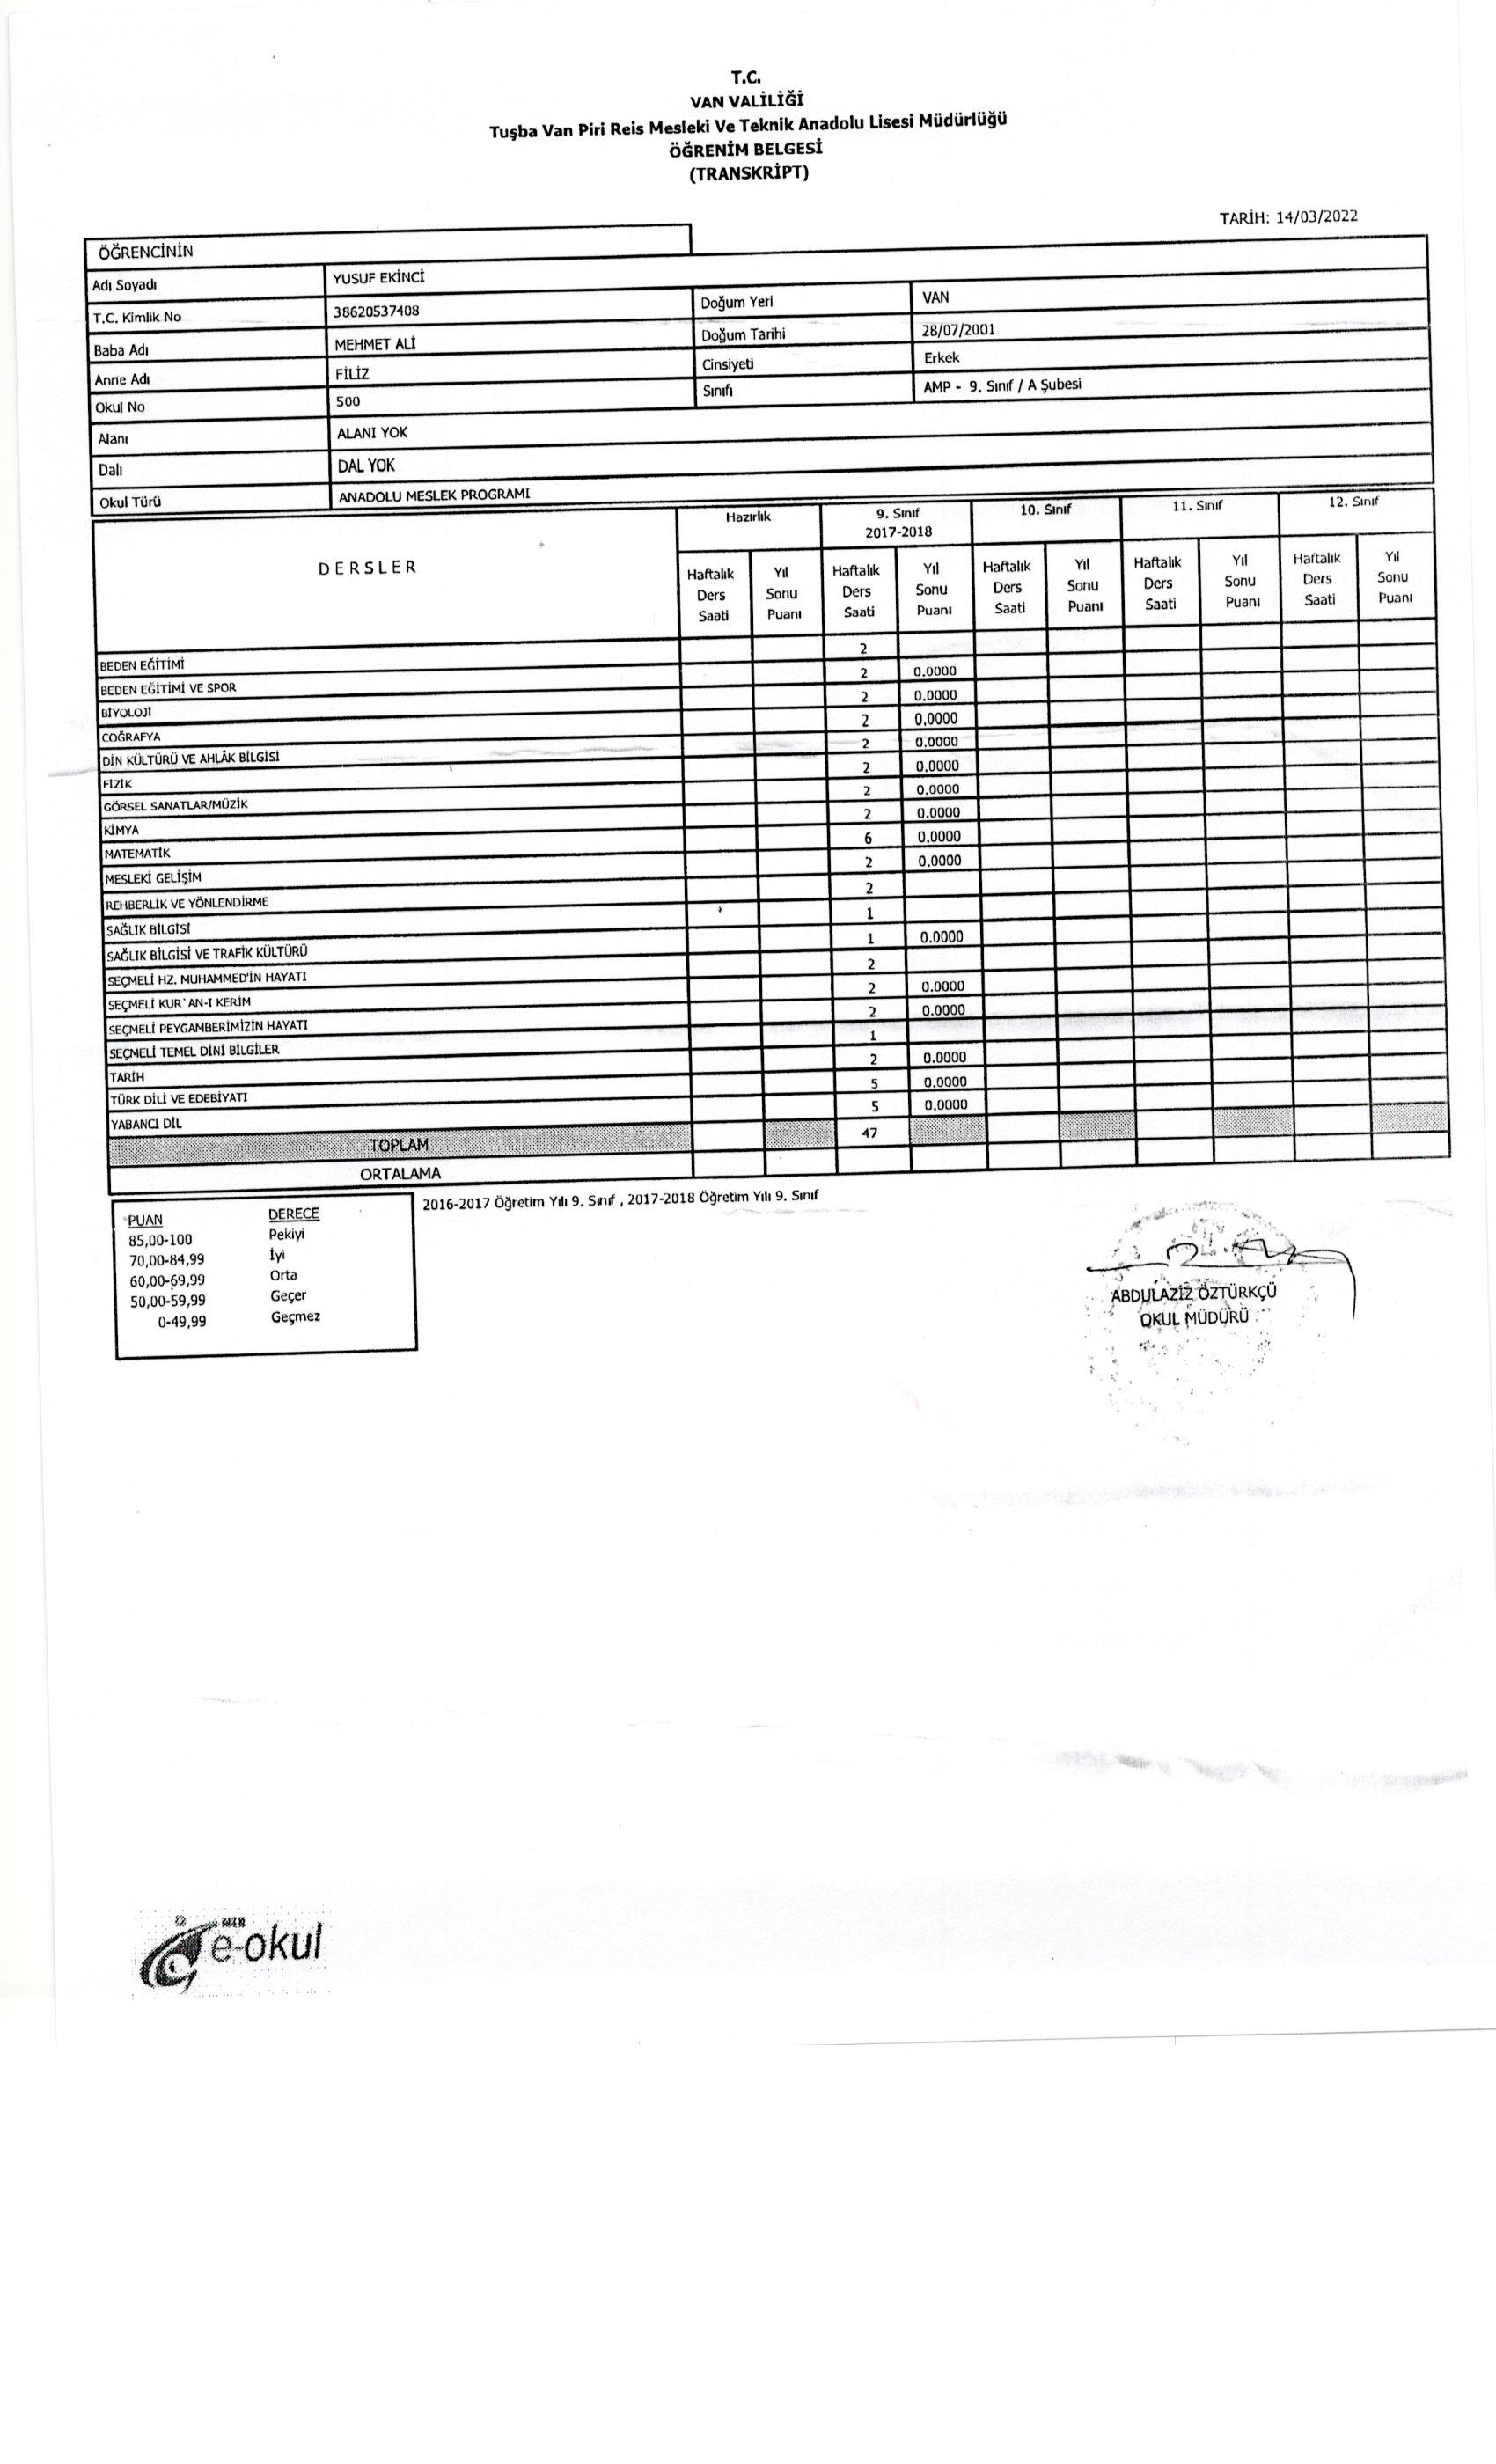 T.C.
VAN VALİLİĞİ
Tuşba Van Piri Reis Mesleki Ve Teknik Anadolu Lisesi Müdürlüğü
ÖĞRENİM BELGESİ
(TRANSKRİPT)
TARİH: 14/03/2022
ÖĞRENCİNİN
Adı Soyadı YUSUF EKİNCİ
T.C. Kimlik No 38620537408 Doğum Yeri VAN
Baba Adı MEHMET ALİ Doğum Tarihi 28/07/2001
Anne Adı FİLİZ Cinsiyeti Erkek
Okul No 500 Sınıfı AMP - 9. Sınıf / A Şubesi
Alanı ALANI YOK
Dalı DAL YOK
Okul Türü ANADOLU MESLEK PROGRAMI
DERSLER Hazırlık 9. Sınıf 10. Sınıf 11. Sınıf 12. Sınıf
2017-2018
Haftalık Yıl Haftalık Yıl Haftalık Yıl Haftalık Yıl Haftalık Yıl
Ders Sonu Ders Sonu Ders Sonu Ders Sonu Ders Sonu
Saati Puanı Saati Puanı Saati Puanı Saati Puanı Saati Puanı
BEDEN EĞİTİMİ 2
BEDEN EĞİTİMİ VE SPOR 2 0.0000
BİYOLOJİ 2 0.0000
COĞRAFYA 2 0.0000
DİN KÜLTÜRÜ VE AHLÂK BİLGİSİ 2 0.0000
FİZİK 2 0.0000
GÖRSEL SANATLAR/MÜZİK 2 0.0000
KİMYA 2 0.0000
MATEMATİK 6 0.0000
MESLEKİ GELİŞİM 2 0.0000
REHBERLİK VE YÖNLENDİRME 2
SAĞLIK BİLGİSİ 1
SAĞLIK BİLGİSİ VE TRAFİK KÜLTÜRÜ 1 0.0000
SEÇMELİ HZ. MUHAMMED'İN HAYATI 2
SEÇMELİ KUR`AN-I KERİM 2 0.0000
SEÇMELİ PEYGAMBERİMİZİN HAYATI 2 0.0000
SEÇMELİ TEMEL DİNİ BİLGİLER 1
TARİH 2 0.0000
TÜRK DİLİ VE EDEBİYATI 5 0.0000
YABANCI DİL 5 0.0000
TOPLAM 47
ORTALAMA
2016-2017 Öğretim Yılı 9. Sınıf , 2017-2018 Öğretim Yılı 9. Sınıf
PUAN DERECE
85,00-100 Pekiyi
70,00-84,99 İyi
60,00-69,99 Orta
50,00-59,99 Geçer
0-49,99 Geçmez
ABDULAZİZ ÖZTÜRKÇÜ
OKUL MÜDÜRÜ
MEB
e-okul